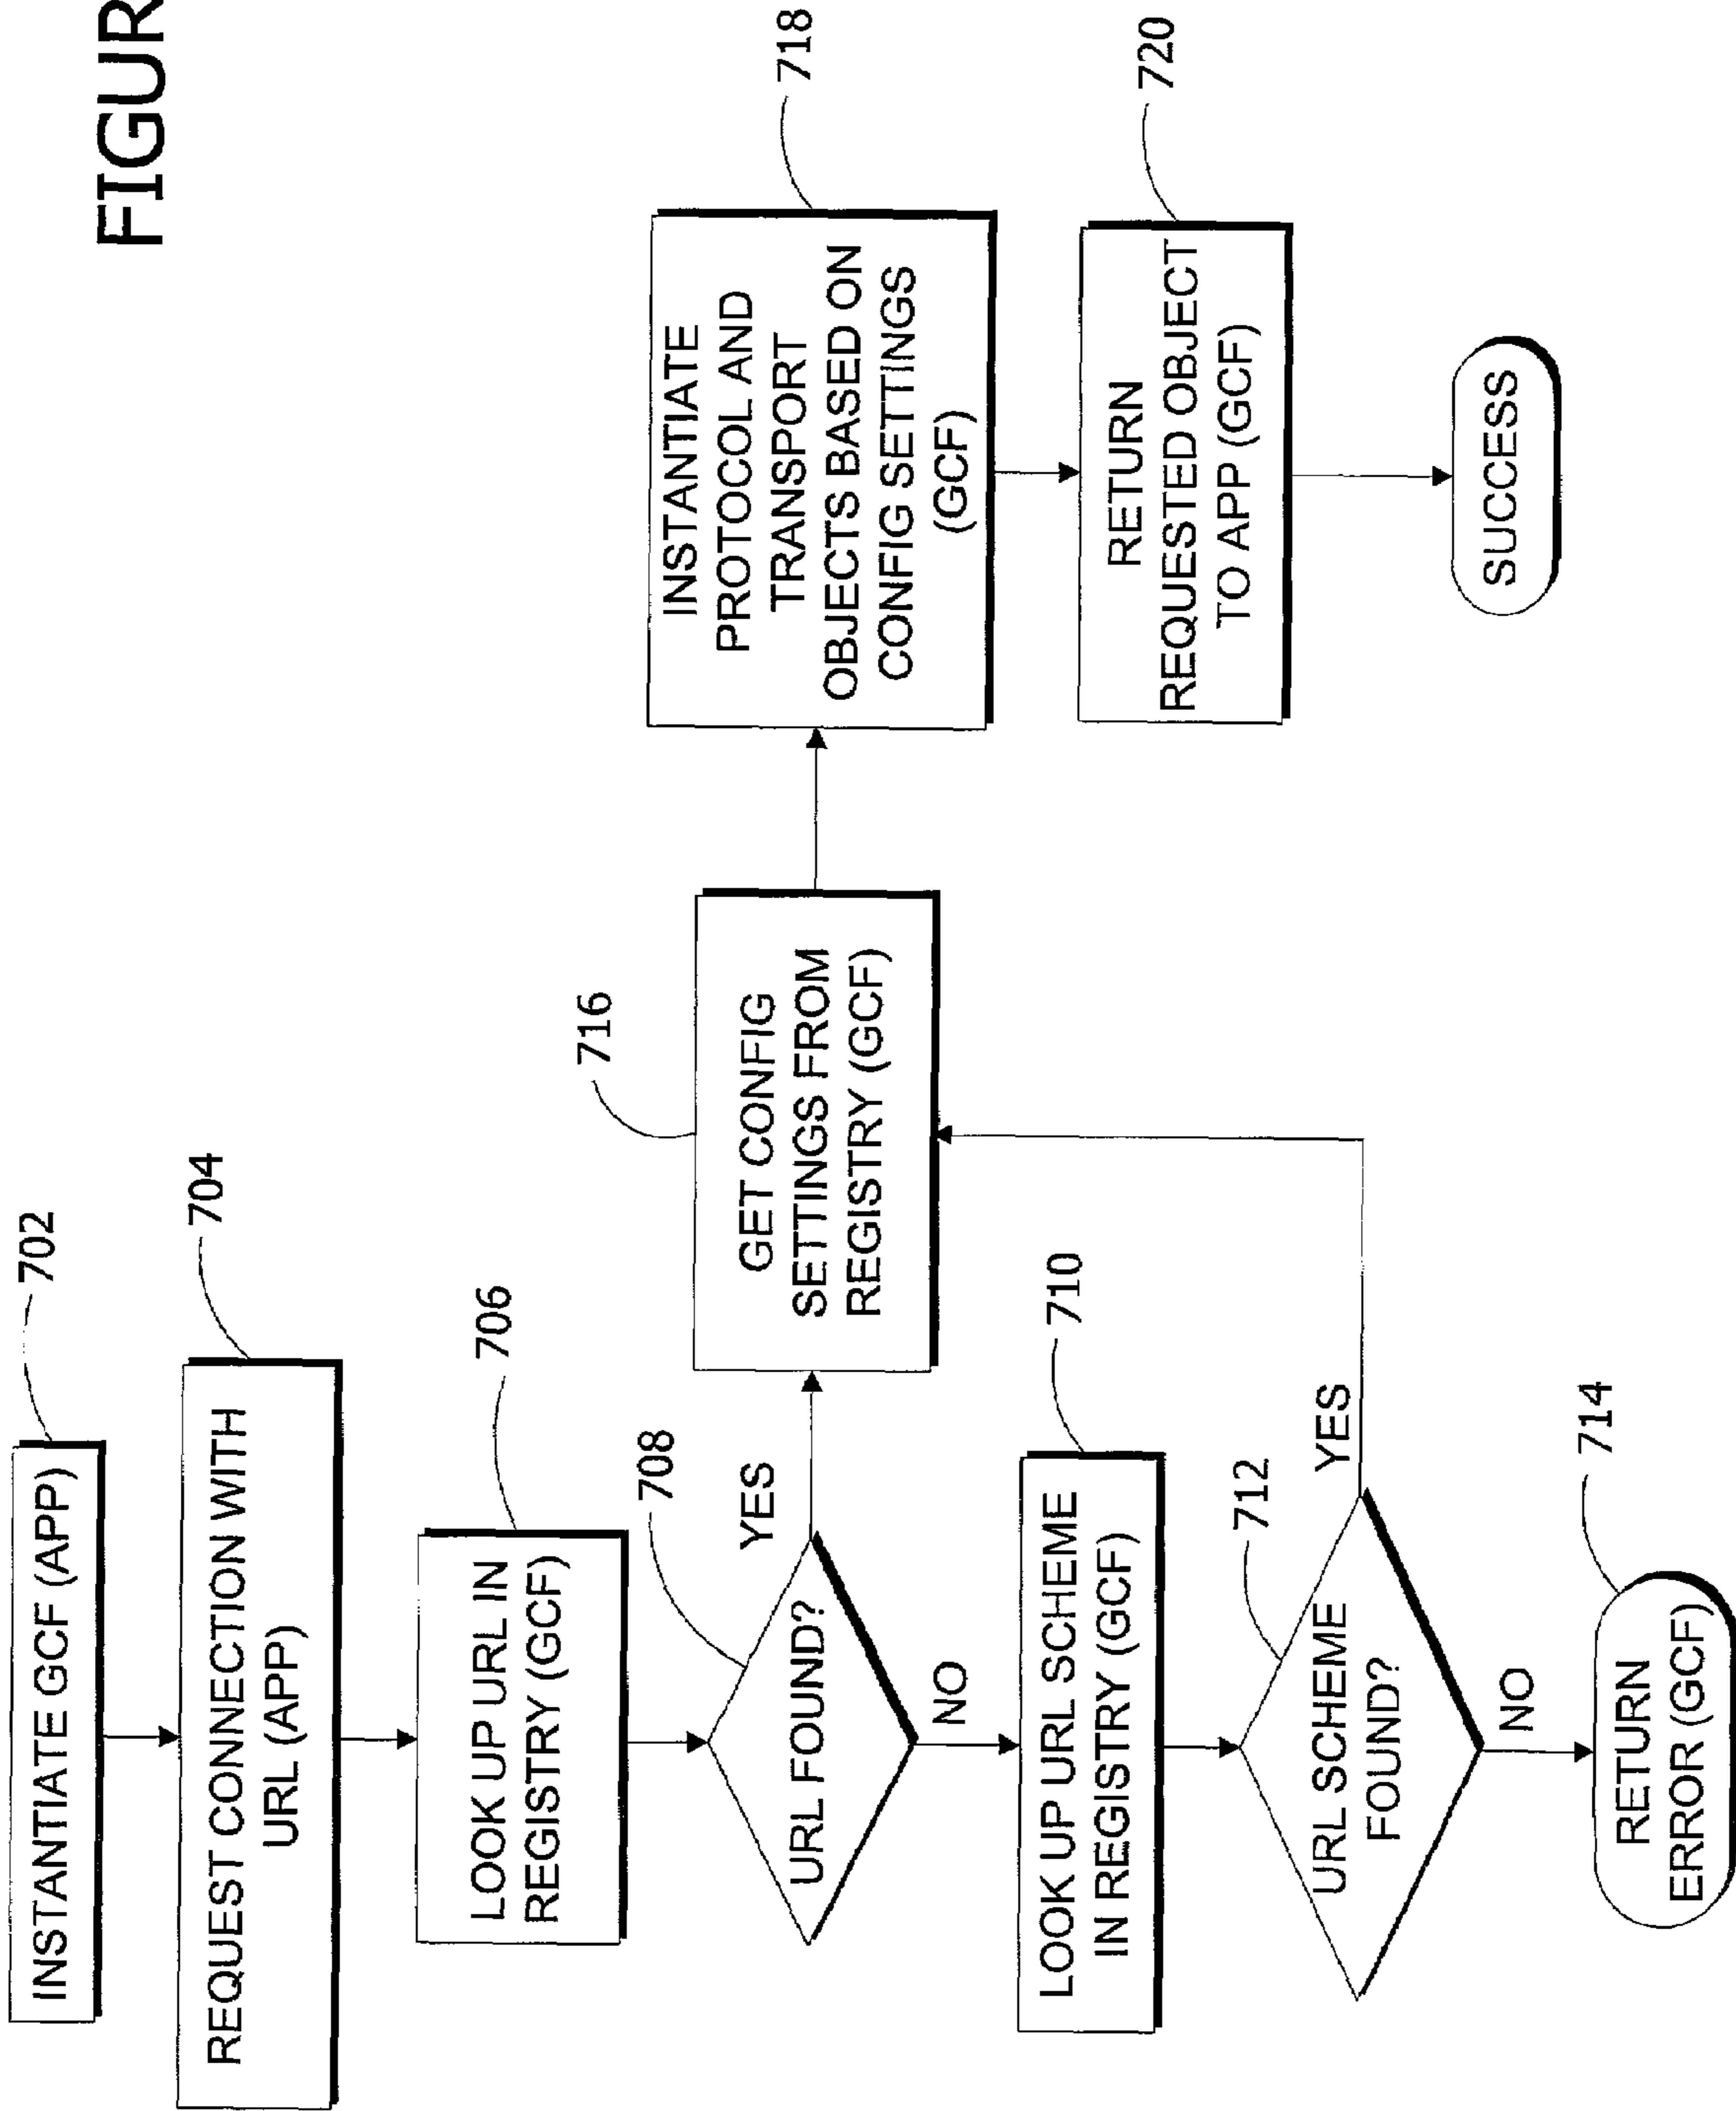 FIGUR
INSTANTIATE GCF (APP)
702
REQUEST CONNECTION WITH
URL (APP)
704
LOOK UP URL IN
REGISTRY (GCF)
706
URL FOUND?
708
YES
NO
LOOK UP URL SCHEME
IN REGISTRY (GCF)
710
URL SCHEME
FOUND?
712
YES
NO
RETURN
ERROR (GCF)
714
GET CONFIG
SETTINGS FROM
REGISTRY (GCF)
716
INSTANTIATE
PROTOCOL AND
TRANSPORT
OBJECTS BASED ON
CONFIG SETTINGS
(GCF)
718
RETURN
REQUESTED OBJECT
TO APP (GCF)
720
SUCCESS